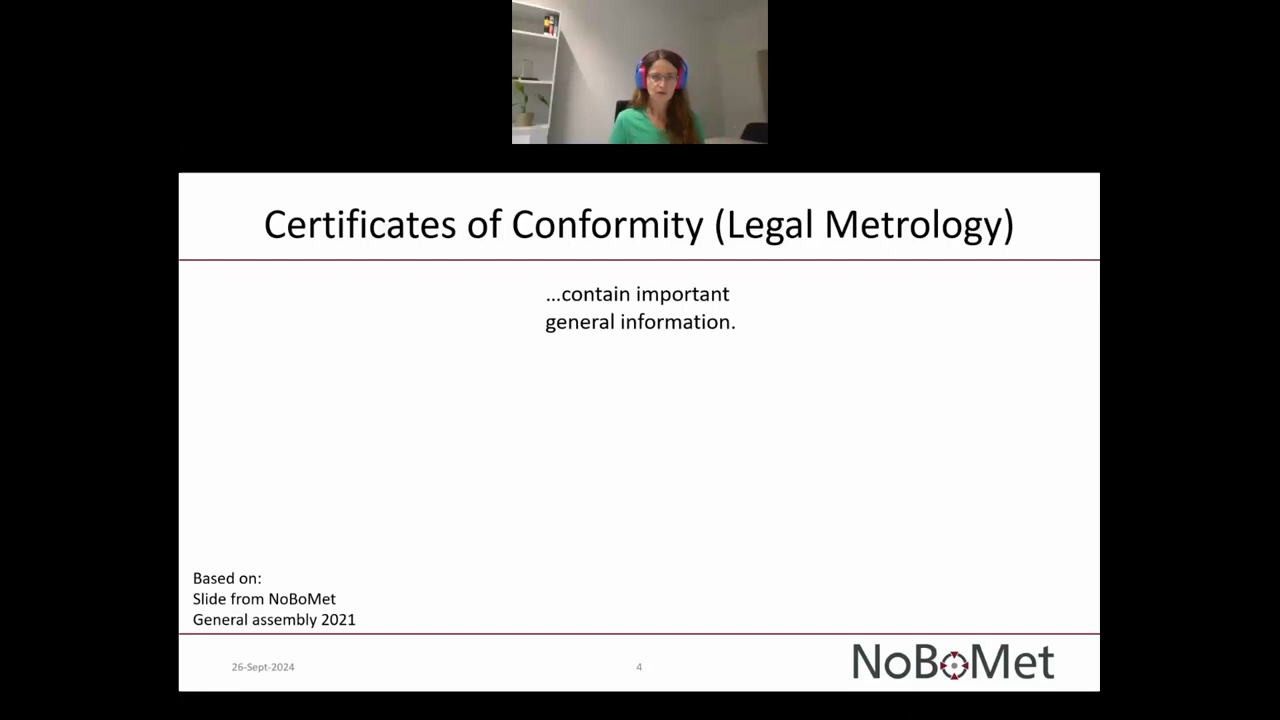 Certificates of Conformity (Legal Metrology)
...contain important
general information.
Based on:
Slide from NoBoMet
General assembly 2021
26-Sept-2024
4
NoBoMet